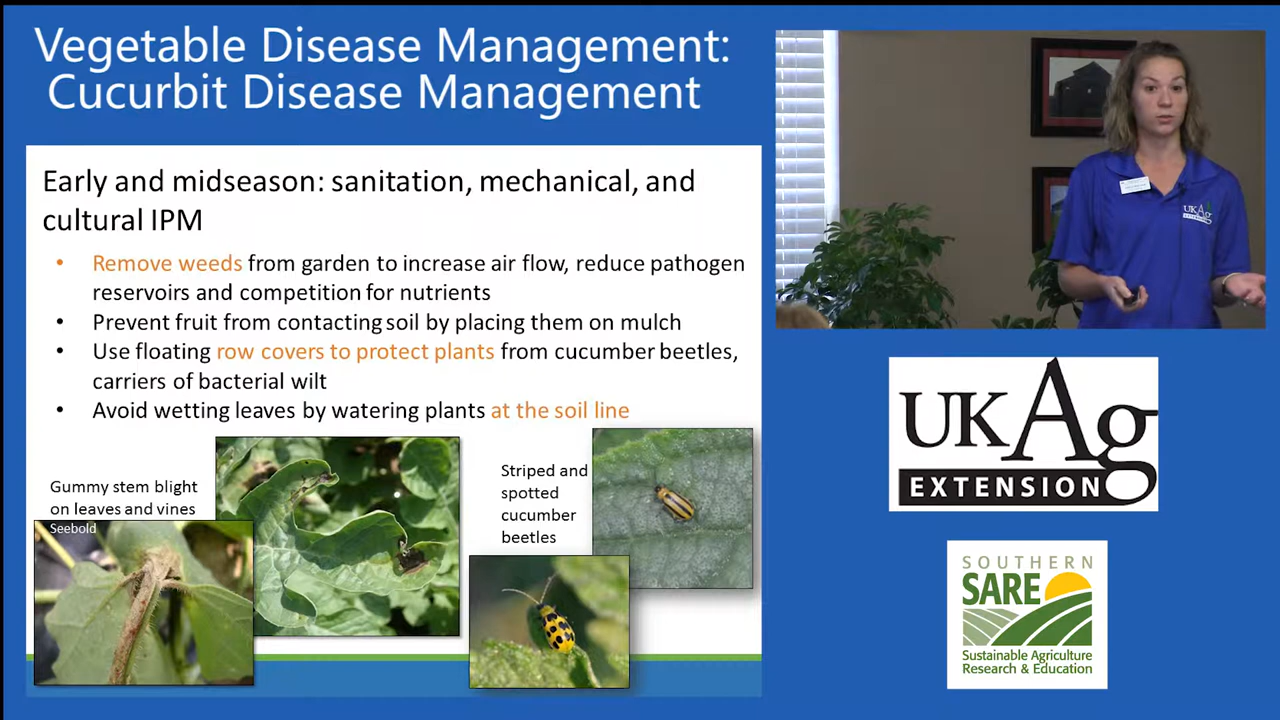 Vegetable Disease Management:
Cucurbit Disease Management
Early and midseason: sanitation, mechanical, and
cultural IPM
• Remove weeds from garden to increase air flow, reduce pathogen
reservoirs and competition for nutrients
• Prevent fruit from contacting soil by placing them on mulch
• Use floating row covers to protect plants from cucumber beetles,
carriers of bacterial wilt
• Avoid wetting leaves by watering plants at the soil line
Gummy stem blight
on leaves and vines
Seebold
Striped and
spotted
cucumber
beetles
UK Ag
EXTENSION
UKAg
EXTENSION
SOUTHERN
SARE
Sustainable Agriculture
Research & Education